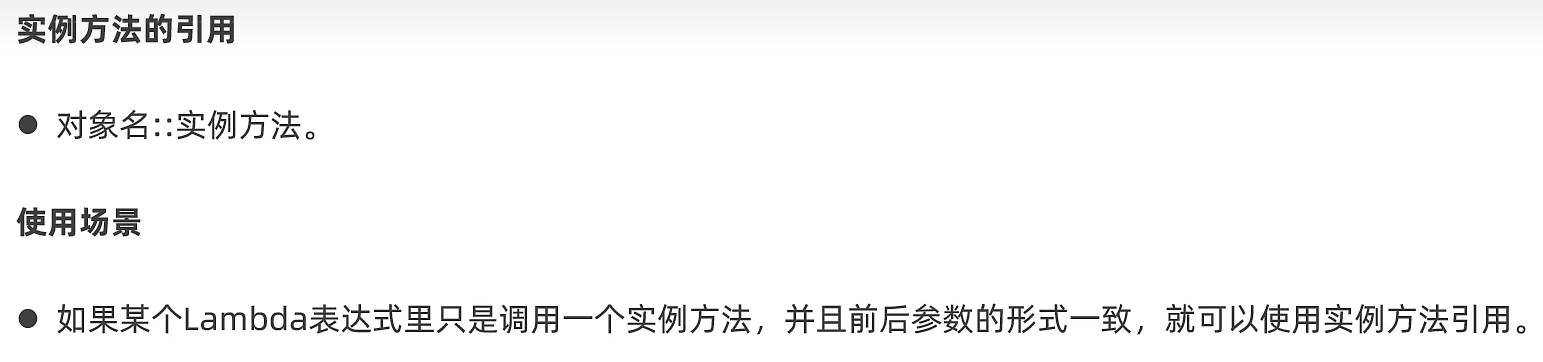 实例方法的引用
● 对象名::实例方法。
使用场景
● 如果某个Lambda表达式里只是调用一个实例方法，并且前后参数的形式一致，就可以使用实例方法引用。